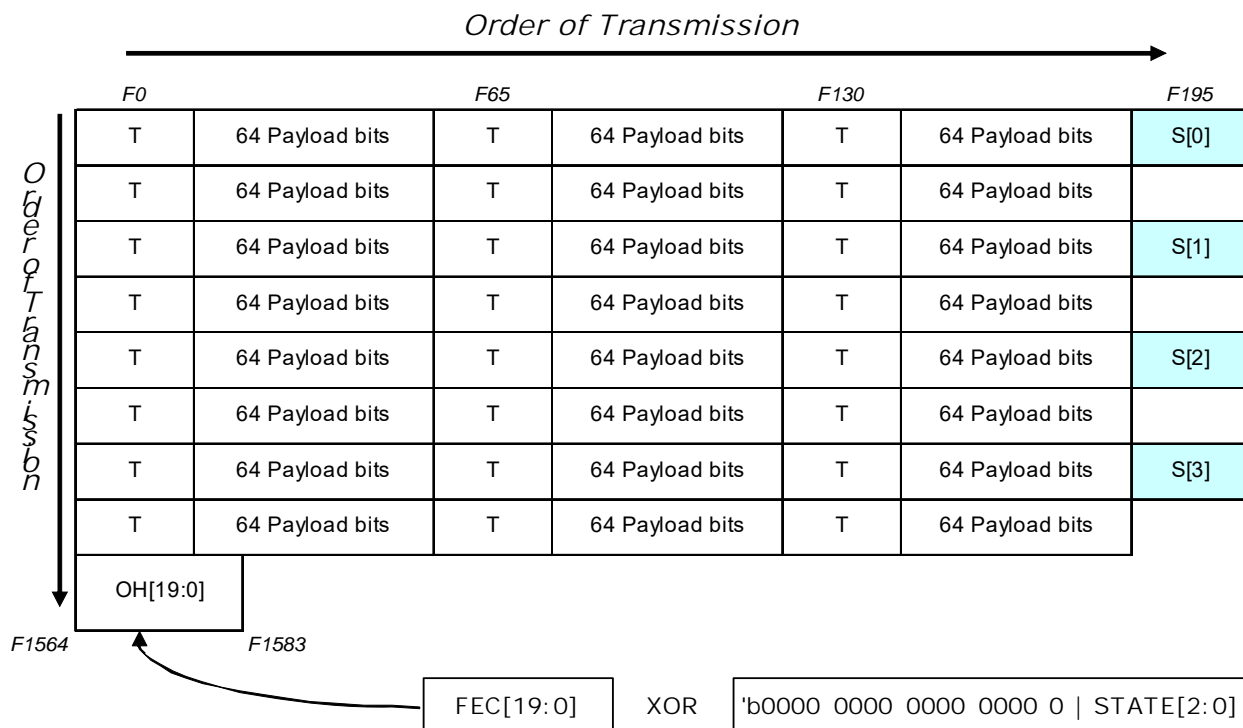 Order of Transmission
F0 F65 F130 F195
T 64 Payload bits T 64 Payload bits T 64 Payload bits S[0]
T 64 Payload bits T 64 Payload bits T 64 Payload bits
T 64 Payload bits T 64 Payload bits T 64 Payload bits S[1]
T 64 Payload bits T 64 Payload bits T 64 Payload bits
T 64 Payload bits T 64 Payload bits T 64 Payload bits S[2]
T 64 Payload bits T 64 Payload bits T 64 Payload bits
T 64 Payload bits T 64 Payload bits T 64 Payload bits S[3]
T 64 Payload bits T 64 Payload bits T 64 Payload bits
Order of Transmission
OH[19:0]
F1564 F1583
FEC[19:0] XOR 'b0000 0000 0000 0000 0 | STATE[2:0]